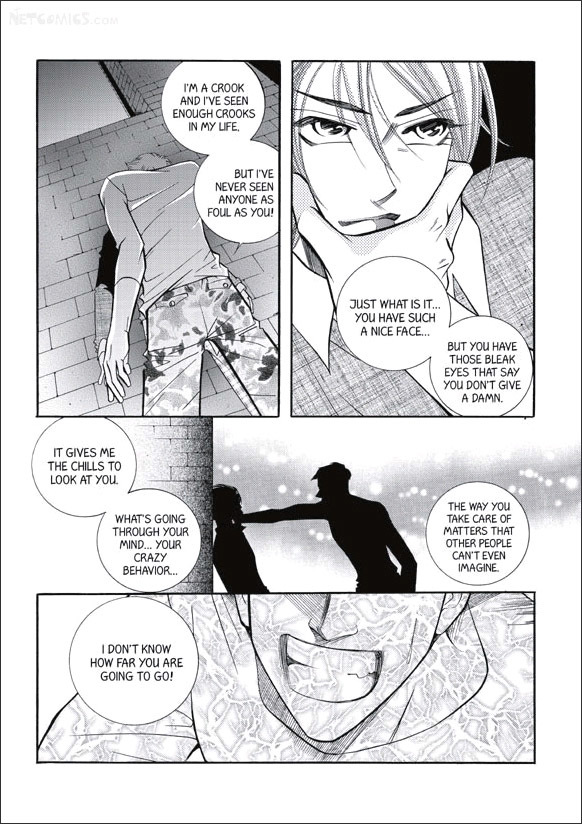 NETCOMICS.COM
I'M A CROOK
AND I'VE SEEN
ENOUGH CROOKS
IN MY LIFE.
BUT I'VE
NEVER SEEN
ANYONE AS
FOUL AS YOU!
JUST WHAT IS IT...
YOU HAVE SUCH
A NICE FACE...
BUT YOU HAVE
THOSE BLEAK
EYES THAT SAY
YOU DON'T GIVE
A DAMN.
IT GIVES ME
THE CHILLS TO
LOOK AT YOU.
WHAT'S GOING
THROUGH YOUR
MIND... YOUR
CRAZY
BEHAVIOR...
THE WAY YOU
TAKE CARE OF
MATTERS THAT
OTHER PEOPLE
CAN'T EVEN
IMAGINE.
I DON'T KNOW
HOW FAR YOU ARE
GOING TO GO!